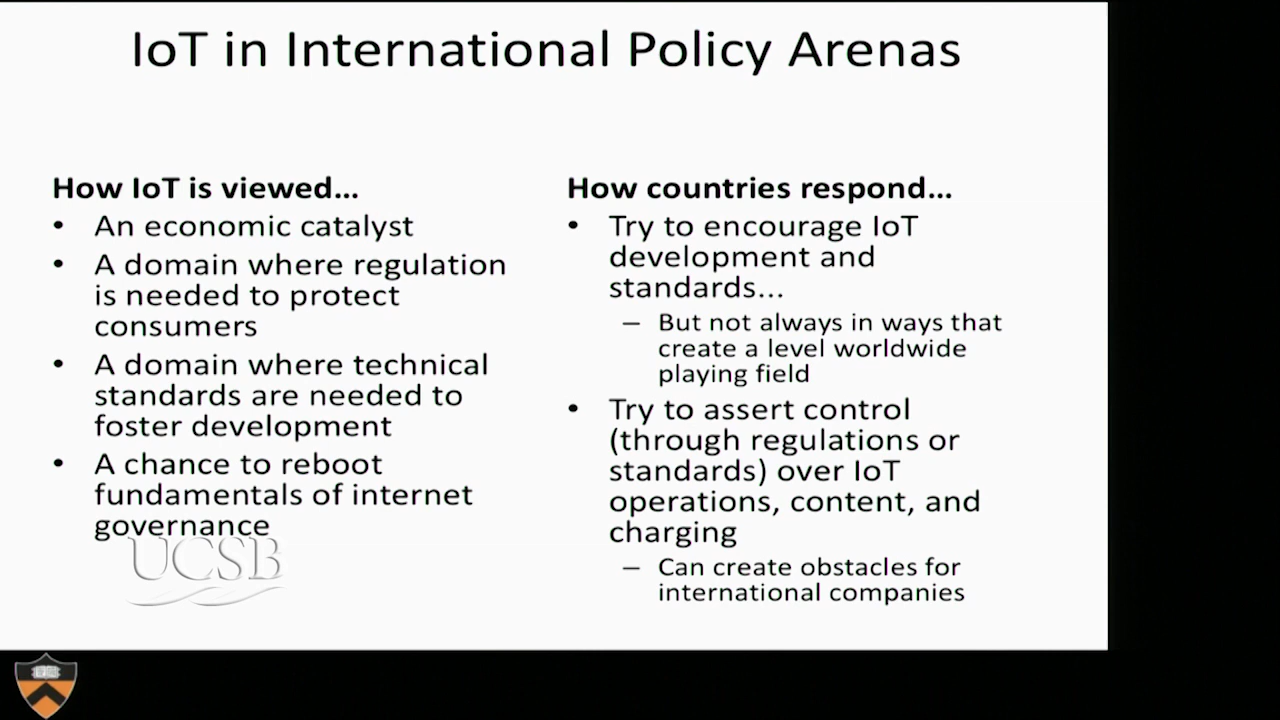 IoT in International Policy Arenas
How IoT is viewed...
• An economic catalyst
• A domain where regulation
is needed to protect
consumers
• A domain where technical
standards are needed to
foster development
• A chance to reboot
fundamentals of internet
governance
UCSB
How countries respond...
• Try to encourage IoT
development and
standards...
– But not always in ways that
create a level worldwide
playing field
• Try to assert control
(through regulations or
standards) over IoT
operations, content, and
charging
– Can create obstacles for
international companies